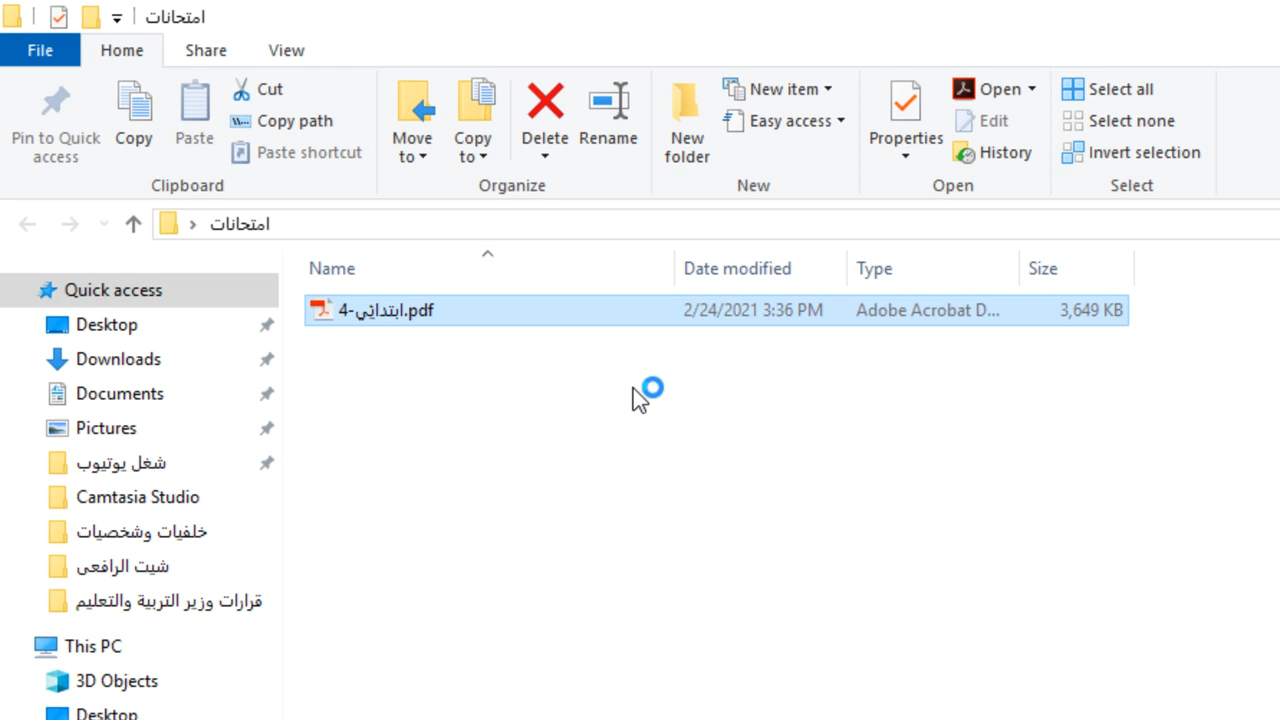 امتحانات
File Home Share View
Pin to Quick access
Copy
Paste
Cut
Copy path
Paste shortcut
Clipboard
Move to
Copy to
Delete
Rename
Organize
New folder
New item
Easy access
New
Properties
Open
Edit
History
Open
Select all
Select none
Invert selection
Select
امتحانات
Name Date modified Type Size
4-ابتدائي.pdf 2/24/2021 3:36 PM Adobe Acrobat D... 3,649 KB
Quick access
Desktop
Downloads
Documents
Pictures
شغل يوتيوب
Camtasia Studio
خلفيات وشخصيات
شيت الرافعى
قرارات وزير التربية والتعليم
This PC
3D Objects
Desktop